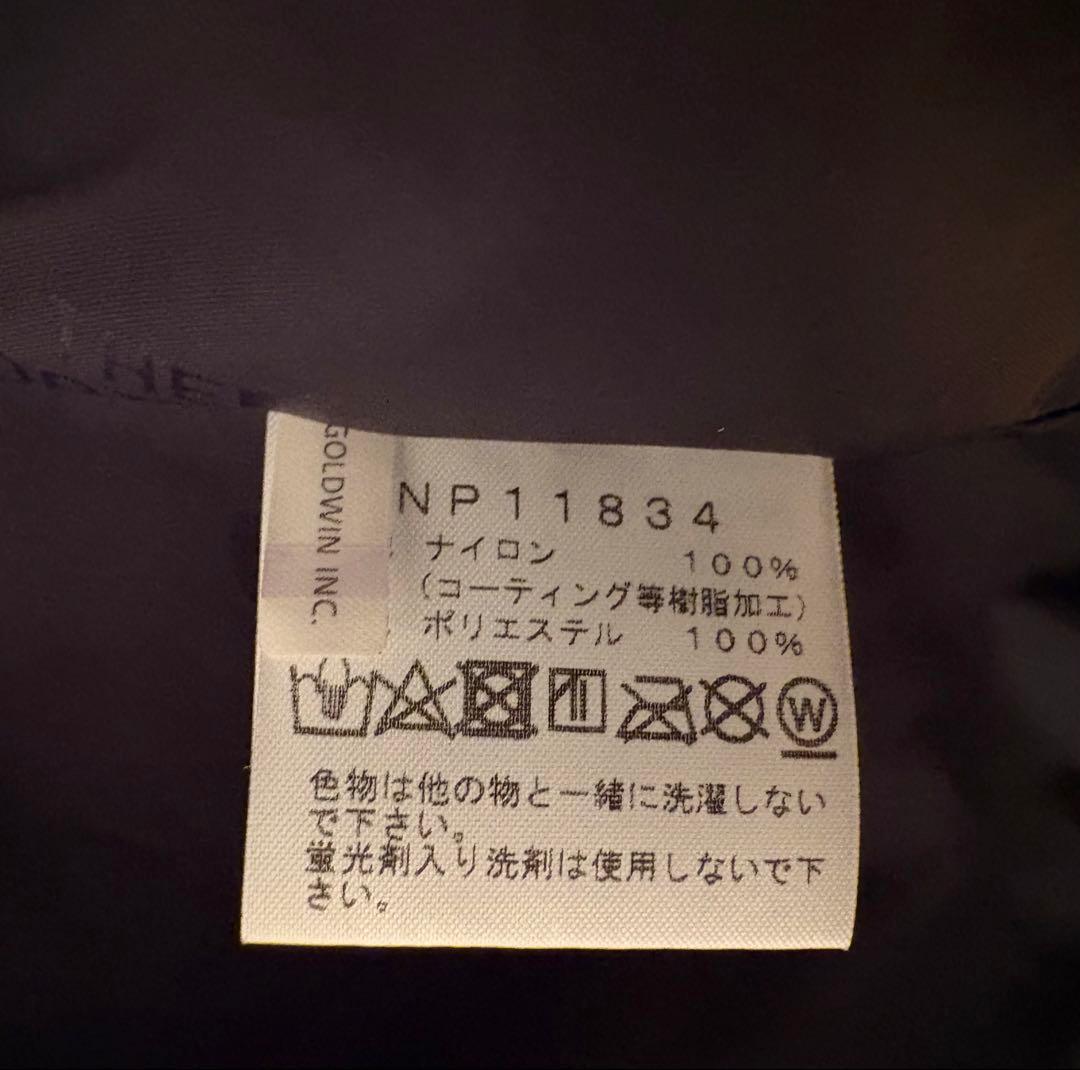 GOLDWIN INC.
NP11834
ナイロン 100%
(コーティング等樹脂加工)
ポリエステル 100%
W
色物は他の物と一緒に洗濯しない
で下さい。
蛍光剤入り洗剤は使用しないで下
さい。